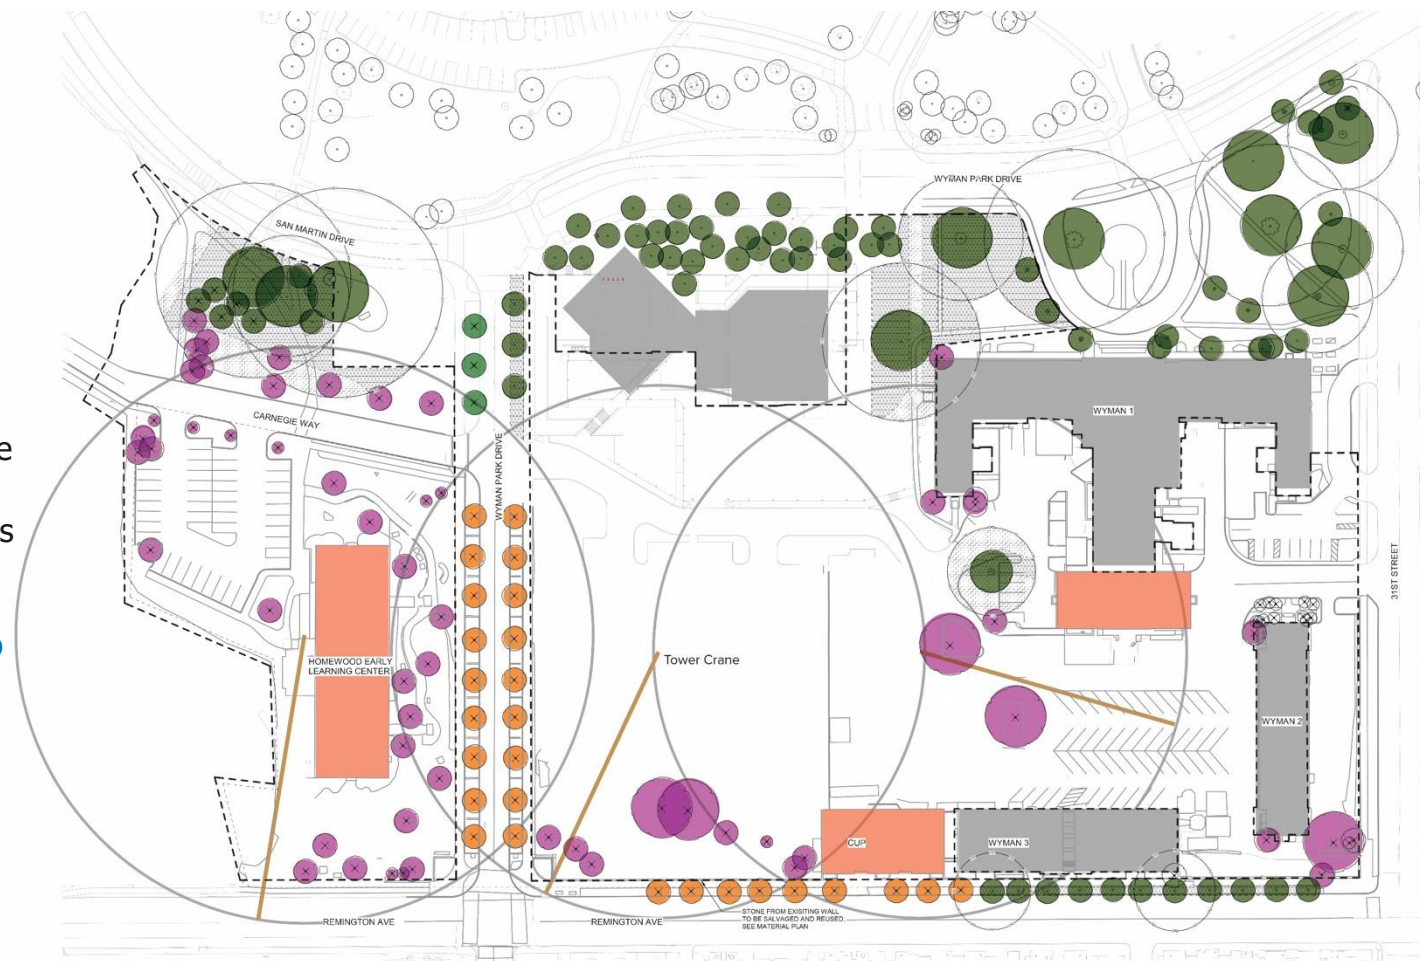 WYMAN PARK DRIVE
SAN MARTIN DRIVE
CARNEGIE WAY
WYMAN 1
e
WYMAN PARK DRIVE
s
31ST STREET
HOMEWOOD EARLY
LEARNING CENTER
Tower Crane
WYMAN 2
CUP
WYMAN 3
REMINGTON AVE
REMINGTON AVE
STONE FROM EXISITING WALL
TO BE SALVAGED AND REUSED,
SEE MATERIAL PLAN